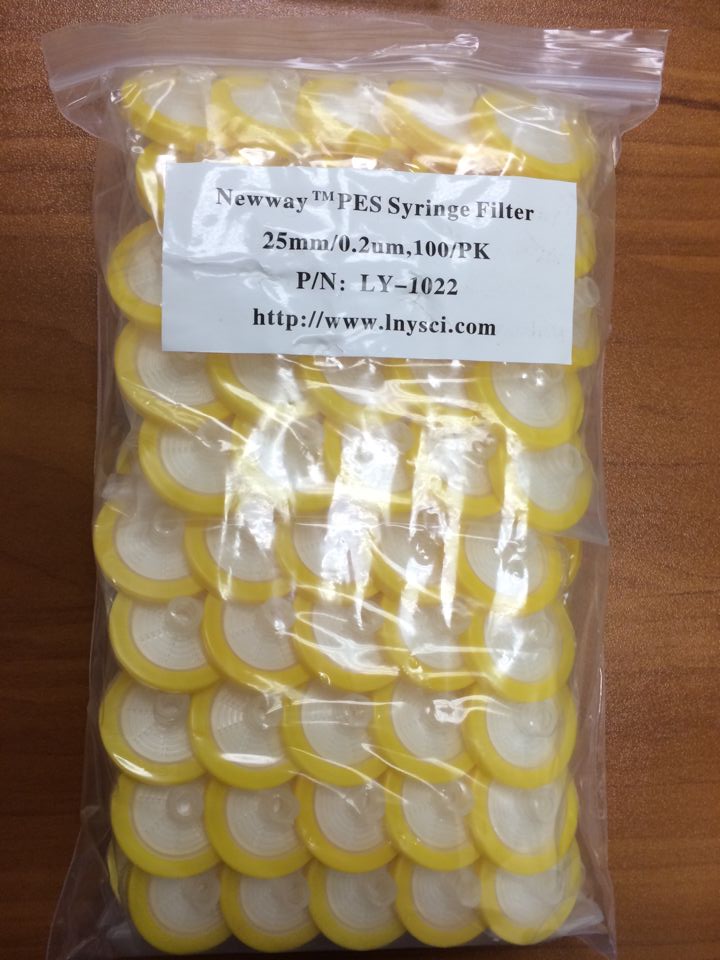 Newway™PES Syringe Filter
25mm/0.2um,100/PK
P/N: LY-1022
http://www.lnysci.com